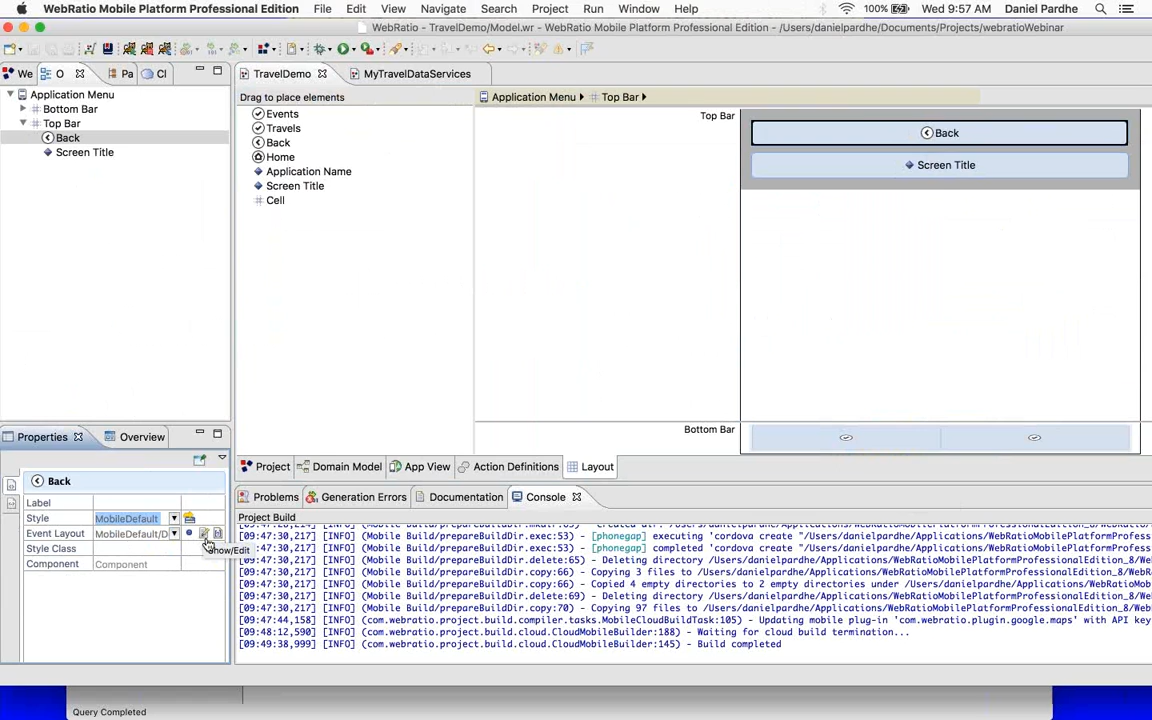 WebRatio Mobile Platform Professional Edition File Edit View Navigate Search Project Run Window Help 100% Wed 9:57 AM Daniel Pardhe
WebRatio - TravelDemo/Model.wr - WebRatio Mobile Platform Professional Edition - /Users/danielpardhe/Documents/Projects/webratioWebinar
We O Pa Cl TravelDemo MyTravelDataServices
Application Menu
Bottom Bar
Top Bar
Back
Screen Title
Drag to place elements
Events
Travels
Back
Home
Application Name
Screen Title
Cell
Application Menu Top Bar
Top Bar
Back
Screen Title
Bottom Bar
Project Domain Model App View Action Definitions Layout
Properties Overview
Back
Label
Style MobileDefault
Event Layout MobileDefault/D
Show/Edit
Style Class
Component Component
Problems Generation Errors Documentation Console
Project Build
[09:47:30,217] [INFO] (Mobile Build/prepareBuildDir.exec:53) - [phonegap] executing 'cordova create "/Users/danielpardhe/Applications/WebRatioMobilePlatformProfess
[09:47:30,217] [INFO] (Mobile Build/prepareBuildDir.exec:53) - [phonegap] completed 'cordova create "/Users/danielpardhe/Applications/WebRatioMobilePlatformProfess
[09:47:30,217] [INFO] (Mobile Build/prepareBuildDir.delete:65) - Deleting directory /Users/danielpardhe/Applications/WebRatioMobilePlatformProfessionalEdition_8/We
[09:47:30,217] [INFO] (Mobile Build/prepareBuildDir.copy:66) - Copying 3 files to /Users/danielpardhe/Applications/WebRatioMobilePlatformProfessionalEdition_8/WebR
[09:47:30,217] [INFO] (Mobile Build/prepareBuildDir.copy:66) - Copied 4 empty directories to 2 empty directories under /Users/danielpardhe/Applications/WebRatioMob
[09:47:30,217] [INFO] (Mobile Build/prepareBuildDir.delete:69) - Deleting directory /Users/danielpardhe/Applications/WebRatioMobilePlatformProfessionalEdition_8/We
[09:47:30,217] [INFO] (Mobile Build/prepareBuildDir.copy:70) - Copying 97 files to /Users/danielpardhe/Applications/WebRatioMobilePlatformProfessionalEdition_8/Web
[09:47:44,158] [INFO] (com.webratio.project.build.compiler.tasks.MobileCloudBuildTask:105) - Updating mobile plug-in 'com.webratio.plugin.google.maps' with API key
[09:48:12,590] [INFO] (com.webratio.project.build.cloud.CloudMobileBuilder:188) - Waiting for cloud build termination...
[09:49:38,999] [INFO] (com.webratio.project.build.cloud.CloudMobileBuilder:145) - Build completed
Query Completed